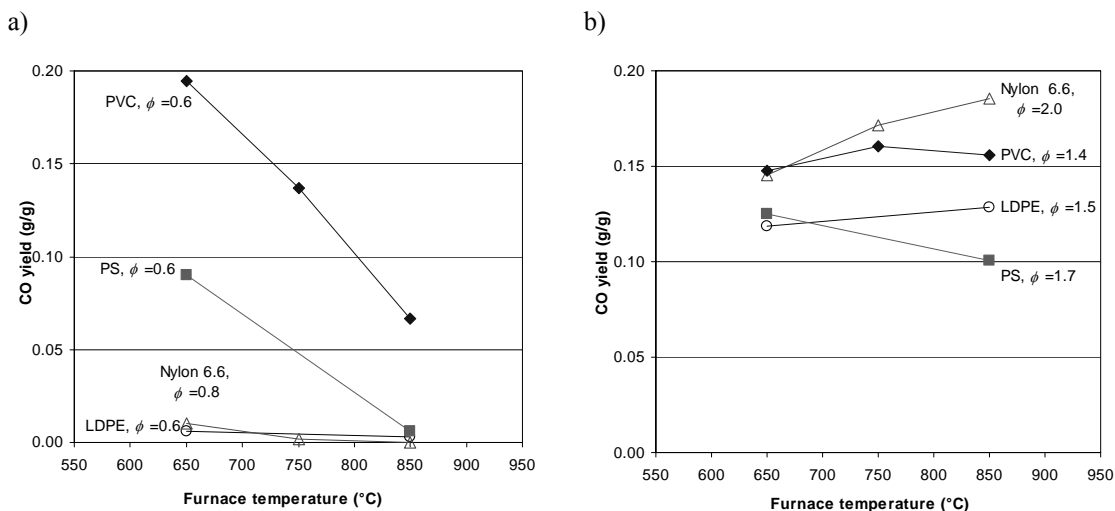 a)
0.20
0.15
0.10
0.05
0.00
CO yield (g/g)
PVC, ϕ =0.6
PS, ϕ =0.6
Nylon 6.6,
ϕ =0.8
LDPE, ϕ =0.6
550 600 650 700 750 800 850 900 950
Furnace temperature (°C)
b)
0.20
0.15
0.10
0.05
0.00
CO yield (g/g)
Nylon 6.6,
ϕ =2.0
PVC, ϕ =1.4
LDPE, ϕ =1.5
PS, ϕ =1.7
550 600 650 700 750 800 850 900 950
Furnace temperature (°C)